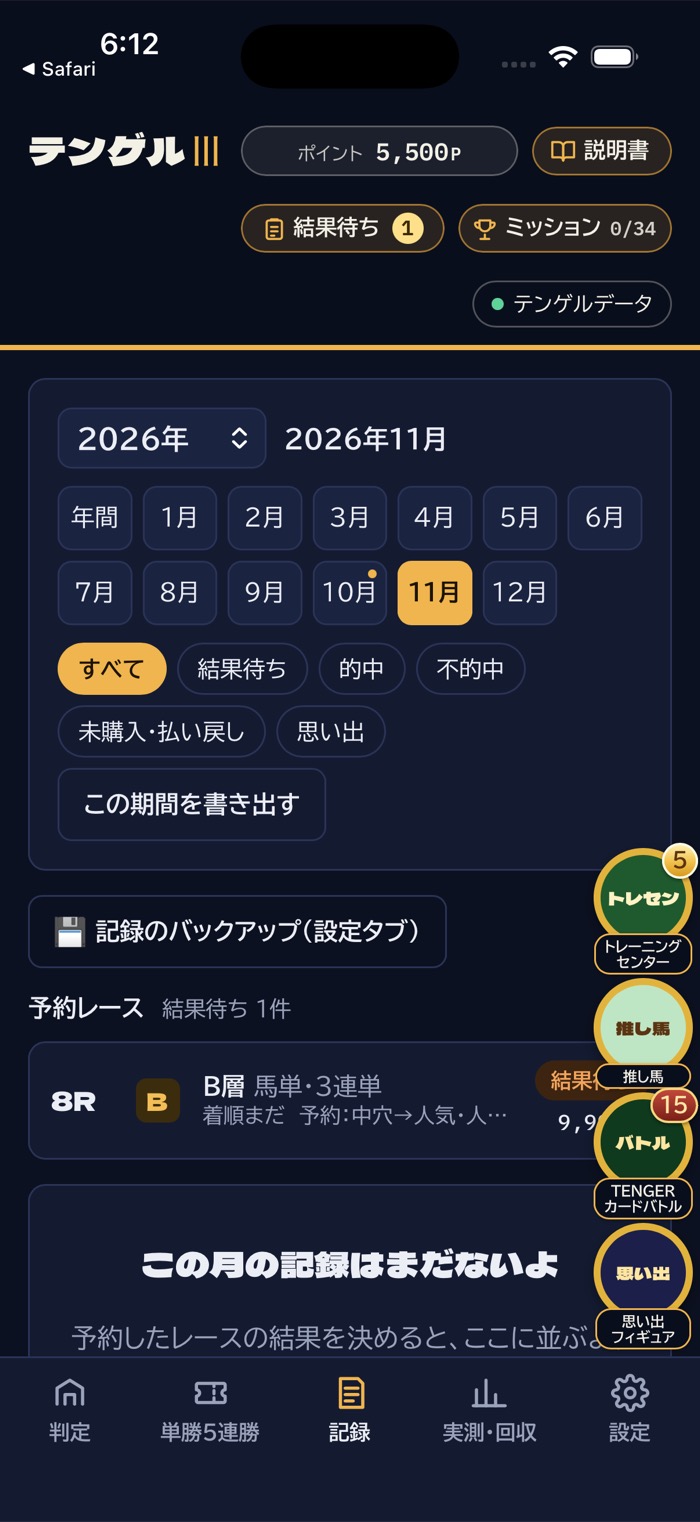 6:12
◀ Safari
テンゲル
ポイント 5,500P
説明書
結果待ち 1
ミッション 0/34
テンゲルデータ
2026年 2026年11月
年間 1月 2月 3月 4月 5月 6月
7月 8月 9月 10月 11月 12月
すべて 結果待ち 的中 不的中
未購入・払い戻し 思い出
この期間を書き出す
5
トレセン
トレーニング
センター
💾 記録のバックアップ(設定タブ)
予約レース 結果待ち 1件
推し馬
推し馬
8R B B層 馬単・3連単
着順まだ 予約:中穴→人気・人…
結果
9,9
15
バトル
TENGER
カードバトル
この月の記録はまだないよ
思い出
思い出
フィギュア
予約したレースの結果を決めると、ここに並ぶ
判定 単勝5連勝 記録 実測・回収 設定